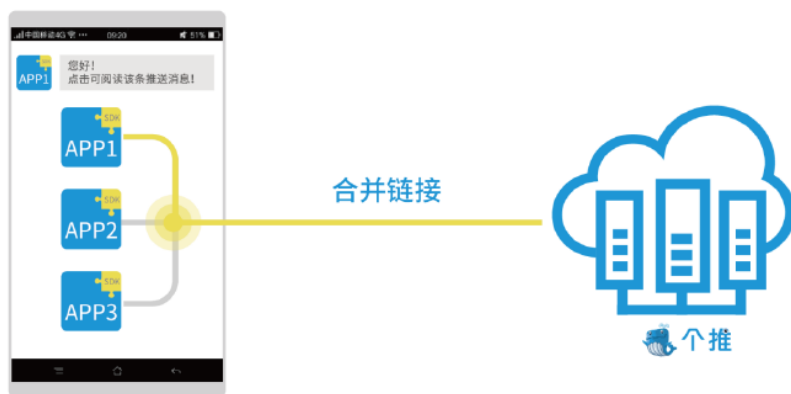 中国移动4G
09:20
51%
APP1
您好！
点击可阅读该条推送消息！
SDK
APP1
SDK
APP2
SDK
APP3
合并链接
个推